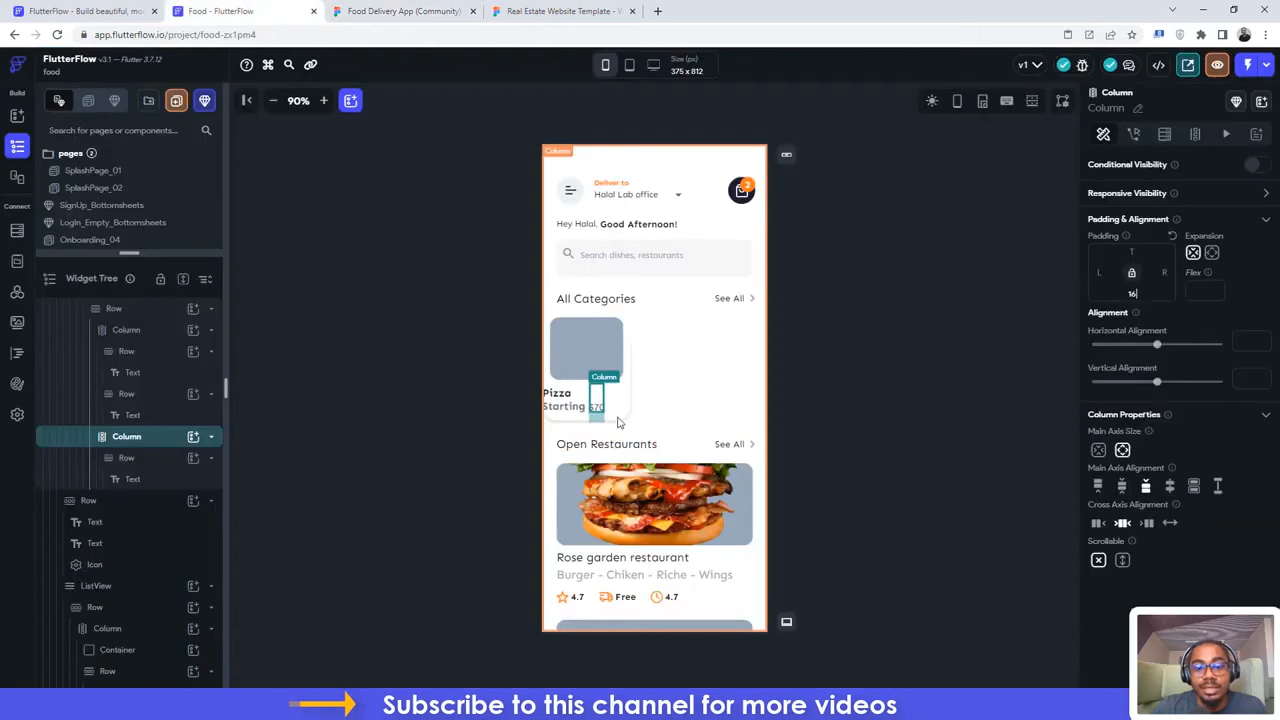 FlutterFlow - Build beautiful, mo
Food - FlutterFlow
Food Delivery App (Community)
Real Estate Website Template - W
app.flutterflow.io/project/food-zx1pm4
FlutterFlow v3.1 – Flutter 3.7.12
food
Size (px)
375 x 812
v1
Build
90%
Column
Column
Search for pages or components...
pages 2
SplashPage_01
SplashPage_02
SignUp_Bottomsheets
LogIn_Empty_Bottomsheets
Onboarding_04
Connect
Widget Tree
Row
Column
Row
Text
Row
Text
Column
Row
Text
Row
Text
Text
Icon
ListView
Row
Column
Container
Row
Column
Deliver to
Halal Lab office
2
Hey Halal, Good Afternoon!
Search dishes, restaurants
All Categories
See All
Column
Pizza
Starting $70
Open Restaurants
See All
Rose garden restaurant
Burger - Chiken - Riche - Wings
4.7
Free
4.7
Conditional Visibility
Responsive Visibility
Padding & Alignment
Padding
Expansion
T
L
R
16
Flex
Alignment
Horizontal Alignment
Vertical Alignment
Column Properties
Main Axis Size
Main Axis Alignment
Cross Axis Alignment
Scrollable
Subscribe to this channel for more videos